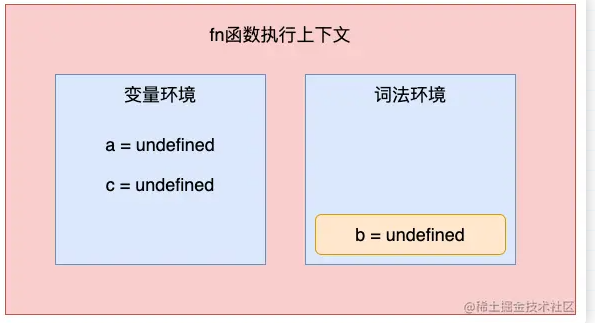 fn函数执行上下文
变量环境
a = undefined
c = undefined
词法环境
b = undefined
@稀土掘金技术社区